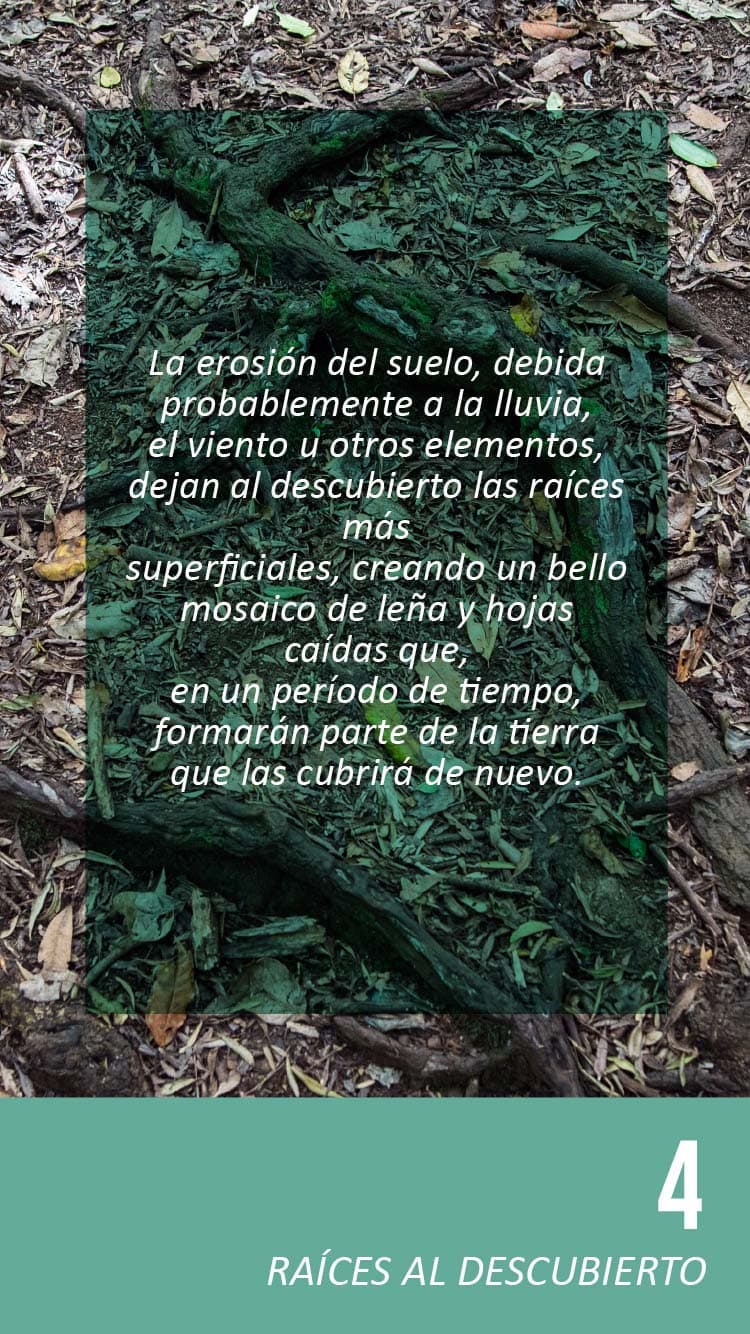 La erosión del suelo, debida
probablemente a la lluvia,
el viento u otros elementos,
dejan al descubierto las raíces
más
superficiales, creando un bello
mosaico de leña y hojas
caídas que,
en un período de tiempo,
formarán parte de la tierra
que las cubrirá de nuevo.
4
RAÍCES AL DESCUBIERTO